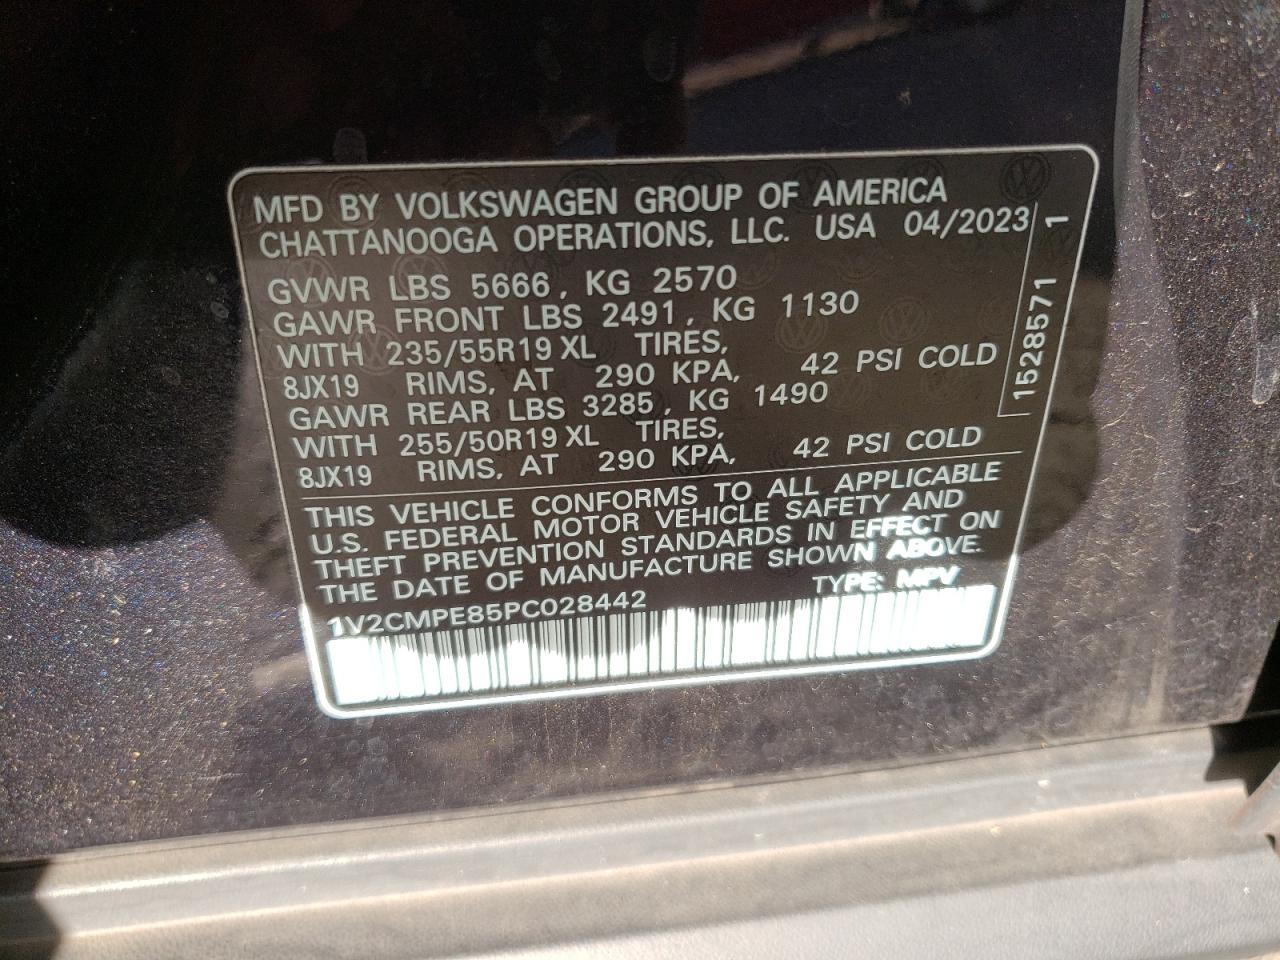 MFD BY VOLKSWAGEN GROUP OF AMERICA
CHATTANOOGA OPERATIONS, LLC. USA 04/2023
GVWR LBS 5666, KG 2570
GAWR FRONT LBS 2491, KG 1130
WITH 235/55R19 XL TIRES,
8JX19 RIMS, AT 290 KPA, 42 PSI COLD
GAWR REAR LBS 3285, KG 1490
WITH 255/50R19 XL TIRES,
8JX19 RIMS, AT 290 KPA, 42 PSI COLD
THIS VEHICLE CONFORMS TO ALL APPLICABLE
U.S. FEDERAL MOTOR VEHICLE SAFETY AND
THEFT PREVENTION STANDARDS IN EFFECT ON
THE DATE OF MANUFACTURE SHOWN ABOVE.
1V2CMPE85PC028442 TYPE: MPV
1528571 1